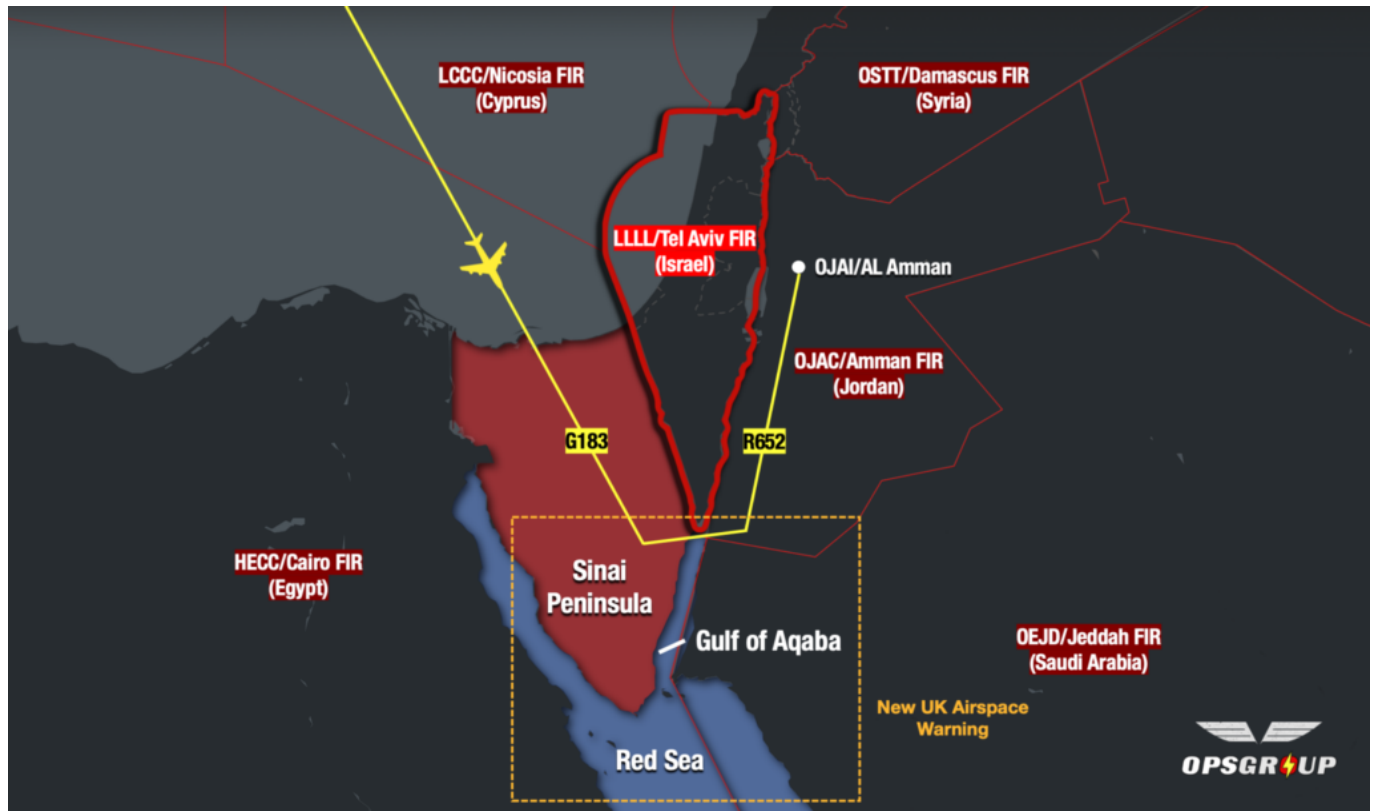 LCCC/Nicosia FIR
(Cyprus)
OSTT/Damascus FIR
(Syria)
LLLL/Tel Aviv FIR
(Israel)
OJAI/AL Amman
OJAC/Amman FIR
(Jordan)
G183
R652
HECC/Cairo FIR
(Egypt)
Sinai
Peninsula
Gulf of Aqaba
OEJD/Jeddah FIR
(Saudi Arabia)
New UK Airspace
Warning
Red Sea
OPSGROUP